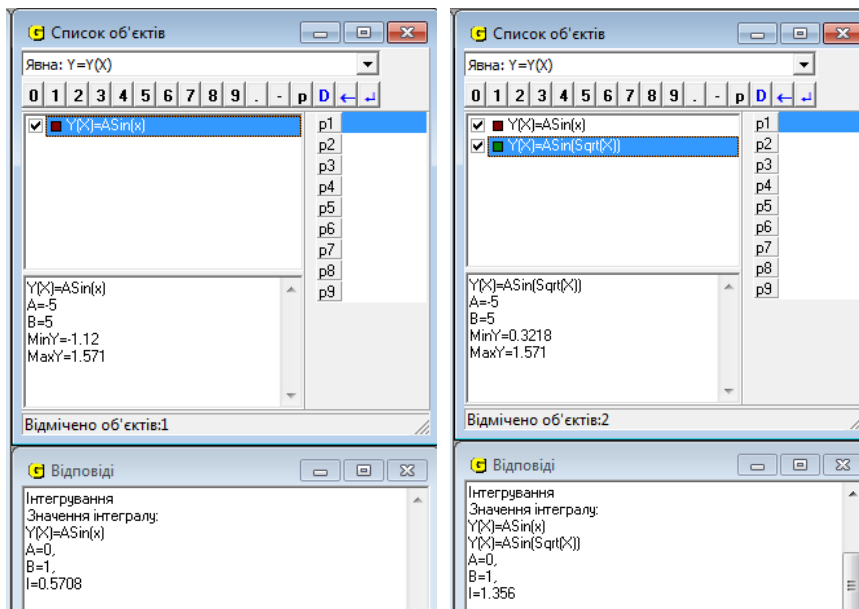 Список об'єктів
Явна: Y=Y(X)
0 1 2 3 4 5 6 7 8 9 . - p D ← ↲
Y(X)=ASin(x)
p1
p2
p3
p4
p5
p6
p7
p8
p9
Y(X)=ASin(x)
A=-5
B=5
MinY=-1.12
MaxY=1.571
Відмічено об'єктів:1
Відповіді
Інтегрування
Значення інтегралу:
Y(X)=ASin(x)
A=0,
B=1,
I=0.5708
Список об'єктів
Явна: Y=Y(X)
0 1 2 3 4 5 6 7 8 9 . - p D ← ↲
Y(X)=ASin(x)
Y(X)=ASin(Sqrt(X))
p1
p2
p3
p4
p5
p6
p7
p8
p9
Y(X)=ASin(Sqrt(X))
A=-5
B=5
MinY=0.3218
MaxY=1.571
Відмічено об'єктів:2
Відповіді
Інтегрування
Значення інтегралу:
Y(X)=ASin(x)
Y(X)=ASin(Sqrt(X))
A=0,
B=1,
I=1.356